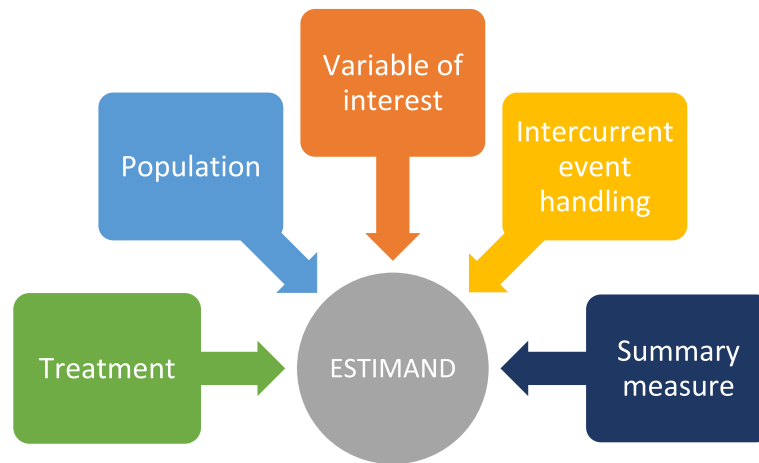 Variable of
interest
Population
Intercurrent
event
handling
Treatment
ESTIMAND
Summary
measure